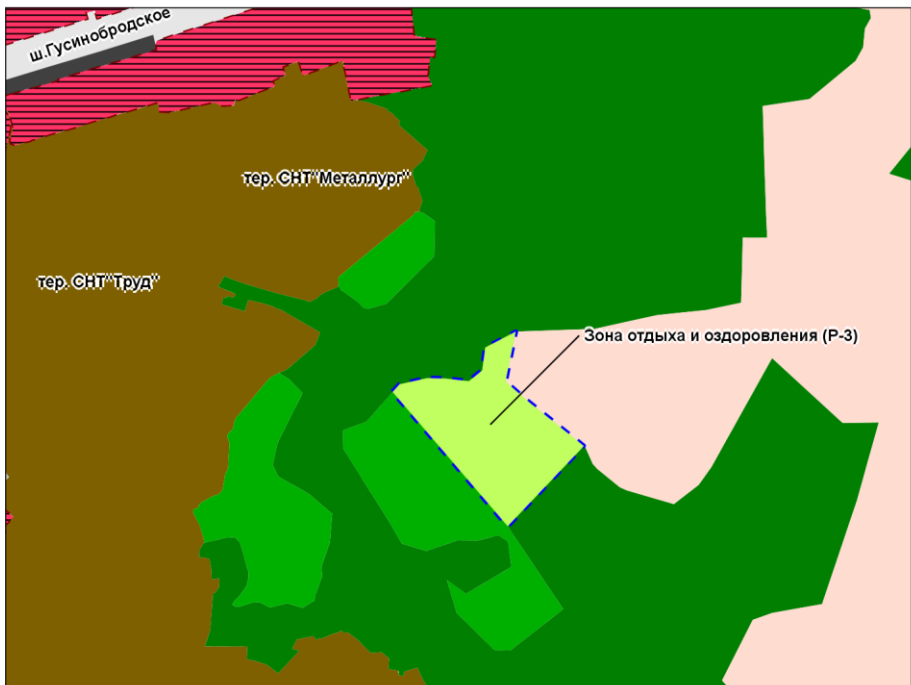 ш.Гусинобродское
тер. СНТ"Металлург"
тер. СНТ"Труд"
Зона отдыха и оздоровления (Р-3)